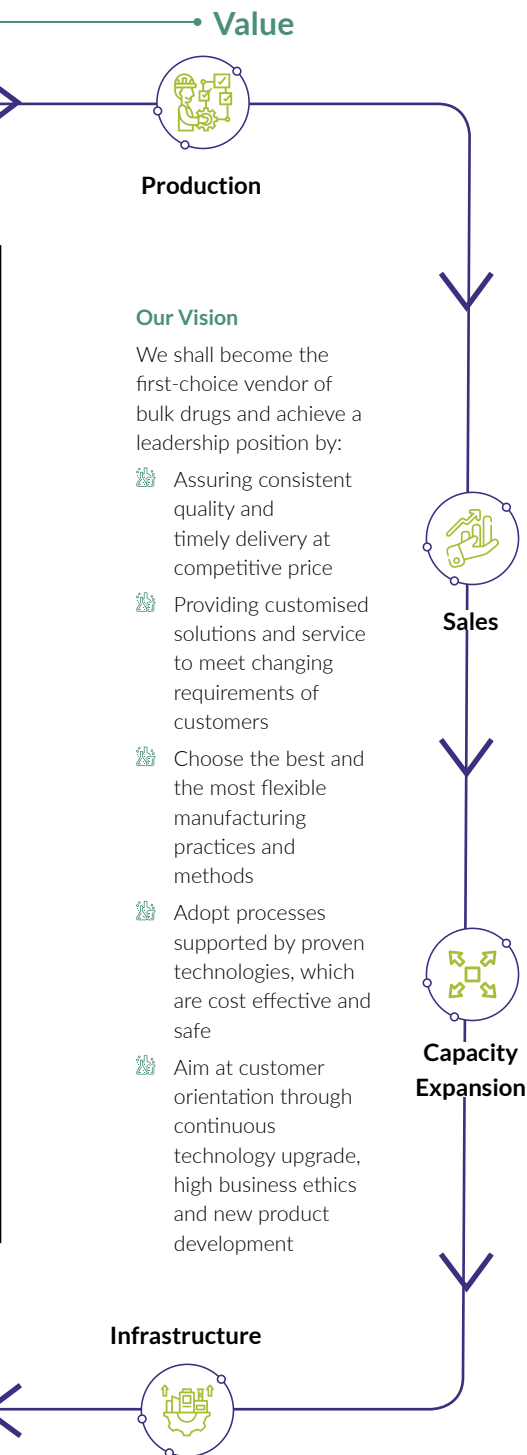 Value
Production
Our Vision
We shall become the
first-choice vendor of
bulk drugs and achieve a
leadership position by:
Assuring consistent
quality and
timely delivery at
competitive price
Providing customised
solutions and service
to meet changing
requirements of
customers
Choose the best and
the most flexible
manufacturing
practices and
methods
Adopt processes
supported by proven
technologies, which
are cost effective and
safe
Aim at customer
orientation through
continuous
technology upgrade,
high business ethics
and new product
development
Sales
Capacity
Expansion
Infrastructure